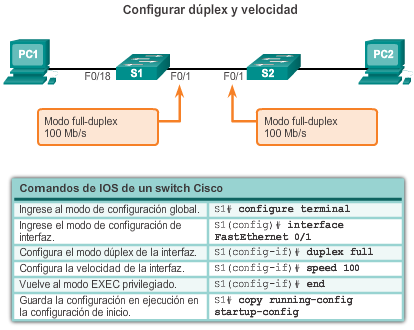 Configurar dúplex y velocidad
PC1
S1
S2
PC2
F0/18
F0/1
F0/1
Modo full-duplex
100 Mb/s
Modo full-duplex
100 Mb/s
Comandos de IOS de un switch Cisco
Ingrese al modo de configuración global.
S1# configure terminal
Ingrese el modo de configuración de
interfaz.
S1(config)# interface
FastEthernet 0/1
Configura el modo dúplex de la interfaz.
S1(config-if)# duplex full
Configura la velocidad de la interfaz.
S1(config-if)# speed 100
Vuelve al modo EXEC privilegiado.
S1(config-if)# end
Guarda la configuración en ejecución en
la configuración de inicio.
S1# copy running-config
startup-config